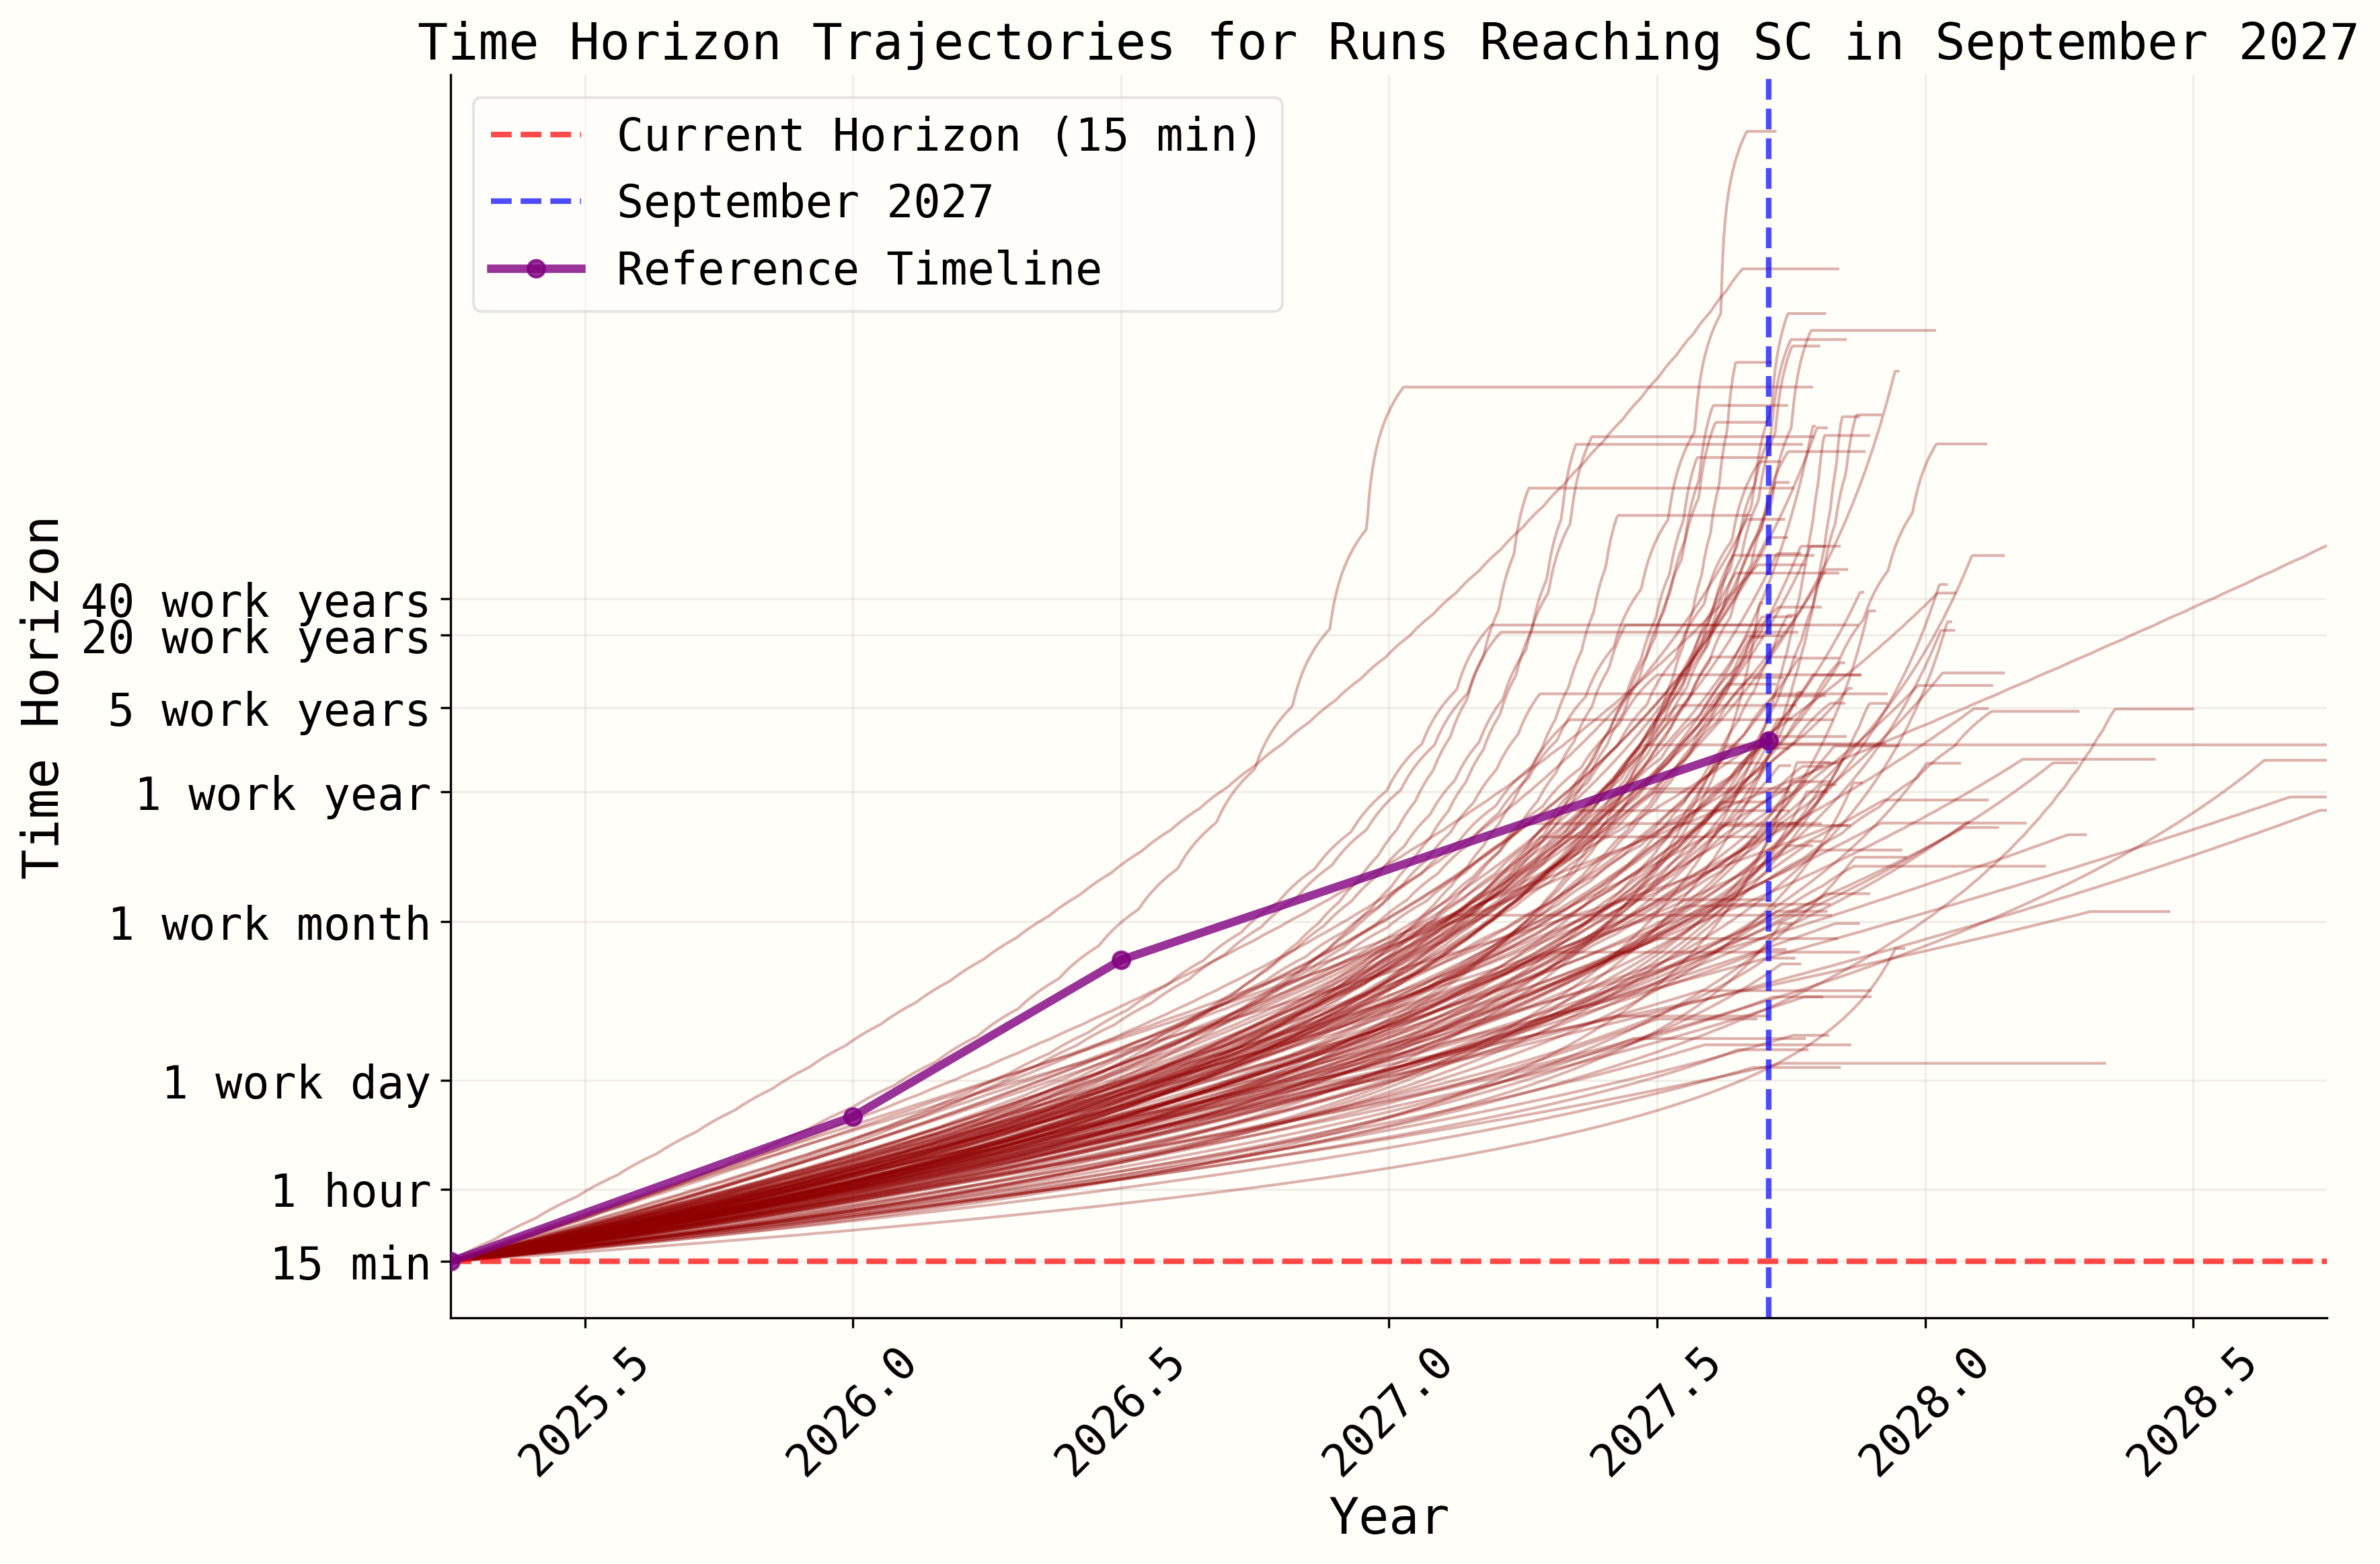 Time Horizon Trajectories for Runs Reaching SC in September 2027
Current Horizon (15 min)
September 2027
Reference Timeline
Time Horizon
40 work years
20 work years
5 work years
1 work year
1 work month
1 work day
1 hour
15 min
2025.5
2026.0
2026.5
2027.0
2027.5
2028.0
2028.5
Year